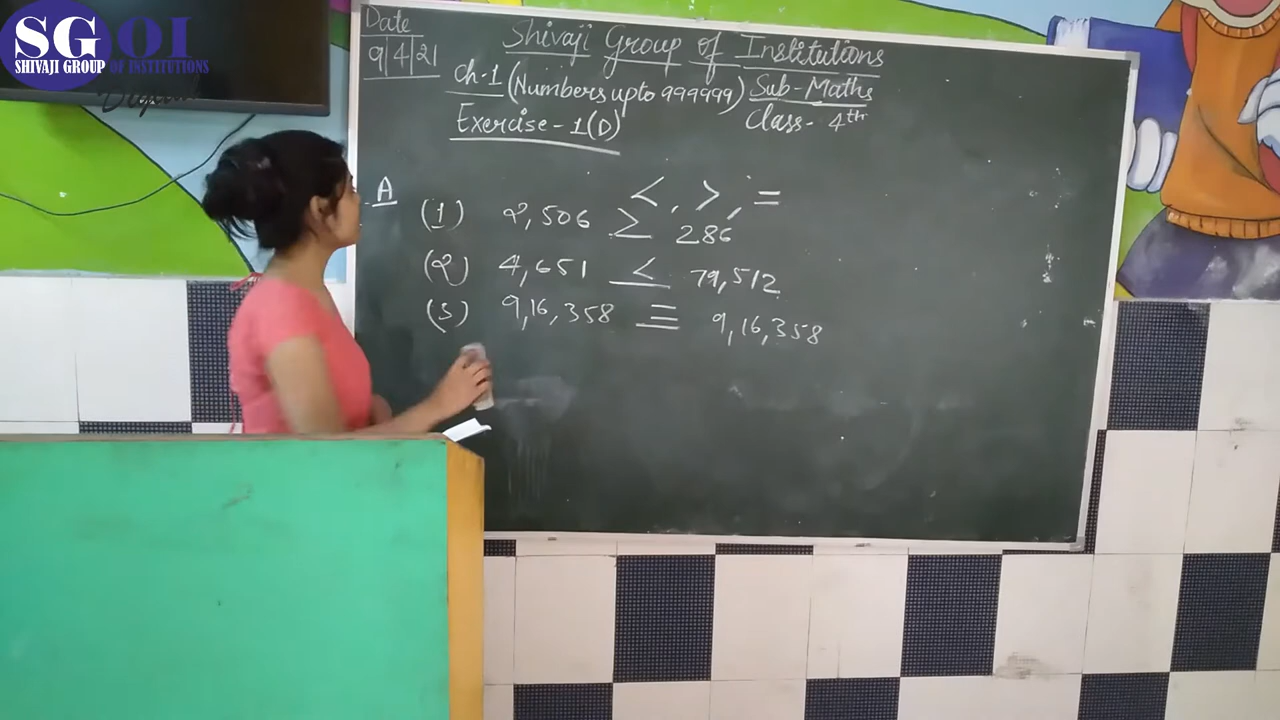 SGOI
SHIVAJI GROUP OF INSTITUTIONS
Date
9|4|21
Shivaji Group of Institutions
Ch-1 (Numbers upto 999999) Sub-Maths
Exercise-1(D) Class- 4th
A
< , > , =
(1) 2,506 > 286
(2) 4,651 < 79,512
(3) 9,16,358 = 9,16,358